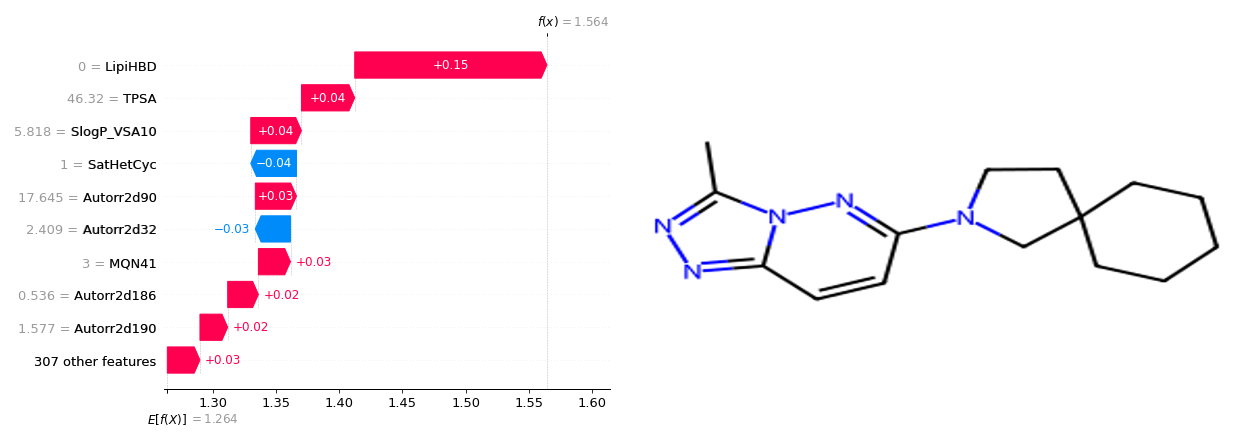 f(x) = 1.564
0 = LipiHBD
+0.15
46.32 = TPSA
+0.04
5.818 = SlogP_VSA10
+0.04
1 = SatHetCyc
−0.04
17.645 = Autorr2d90
+0.03
2.409 = Autorr2d32
−0.03
3 = MQN41
+0.03
0.536 = Autorr2d186
+0.02
1.577 = Autorr2d190
+0.02
307 other features
+0.03
1.30 1.35 1.40 1.45 1.50 1.55 1.60
E[f(X)] = 1.264
N
N
N
N
N